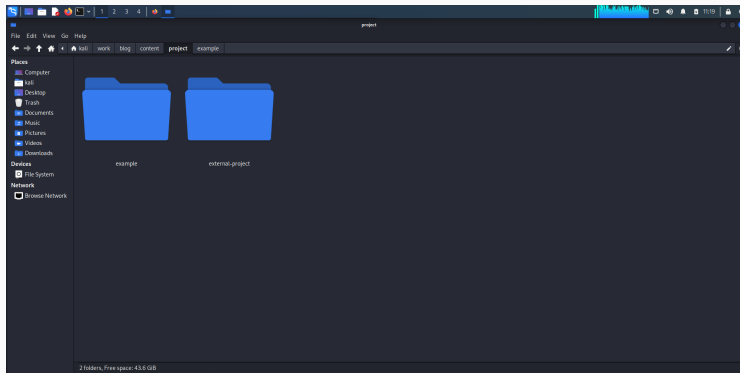 1 2 3 4
11:19
project
File Edit View Go Help
kali work blog content project example
Places
Computer
kali
Desktop
Trash
Documents
Music
Pictures
Videos
Downloads
Devices
File System
Network
Browse Network
example
external-project
2 folders, Free space: 43.6 GiB